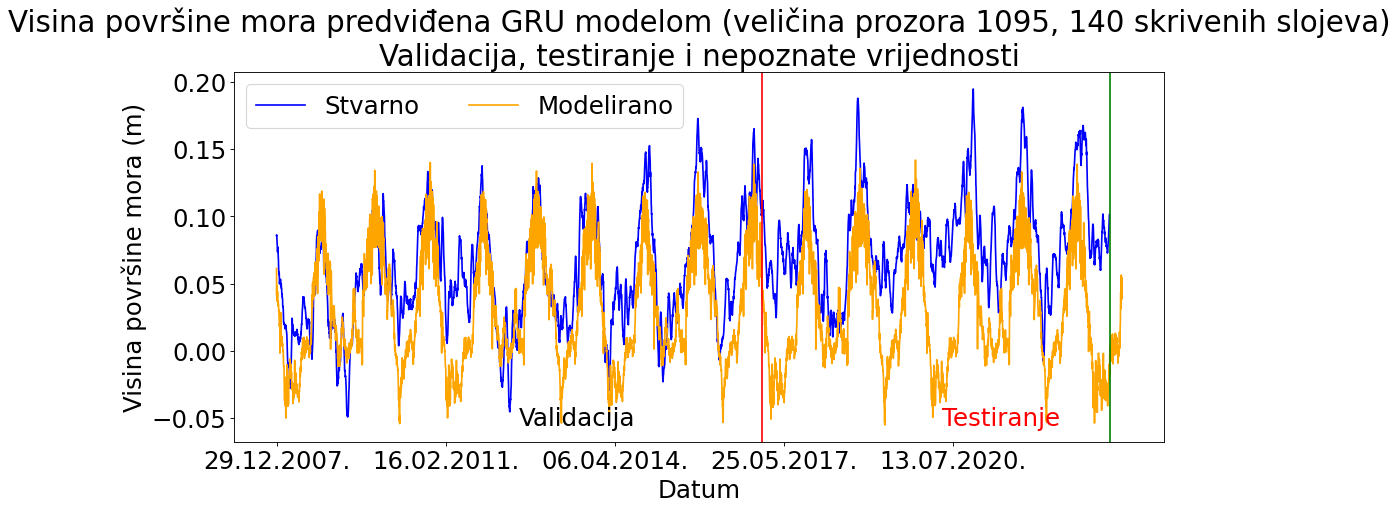 Visina površine mora predviđena GRU modelom (veličina prozora 1095, 140 skrivenih slojeva)
Validacija, testiranje i nepoznate vrijednosti
Stvarno
Modelirano
Visina površine mora (m)
0.20
0.15
0.10
0.05
0.00
−0.05
Validacija
Testiranje
29.12.2007.
16.02.2011.
06.04.2014.
25.05.2017.
13.07.2020.
Datum